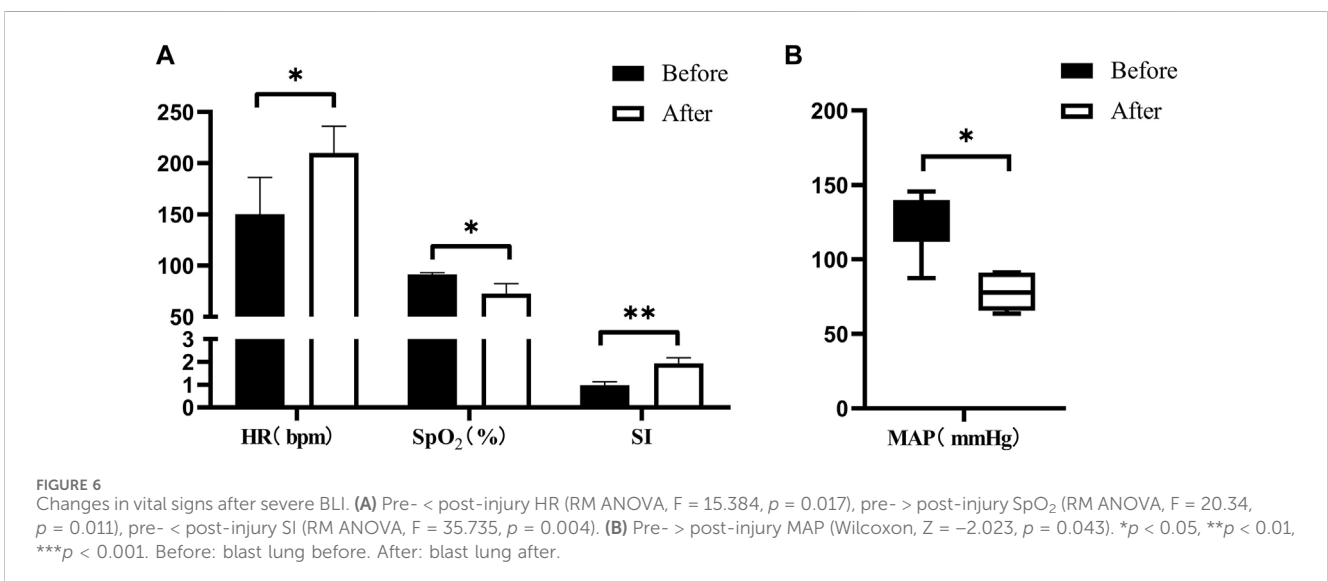 A
*
Before
After
250
200
150
100
50
3
2
1
0
*
**
HR( bpm)
SpO₂(%)
SI
B
Before
After
200
150
100
50
0
*
MAP( mmHg)
FIGURE 6
Changes in vital signs after severe BLI. (A) Pre- < post-injury HR (RM ANOVA, F = 15.384, p = 0.017), pre- > post-injury SpO₂ (RM ANOVA, F = 20.34,
p = 0.011), pre- < post-injury SI (RM ANOVA, F = 35.735, p = 0.004). (B) Pre- > post-injury MAP (Wilcoxon, Z = −2.023, p = 0.043). *p < 0.05, **p < 0.01,
***p < 0.001. Before: blast lung before. After: blast lung after.